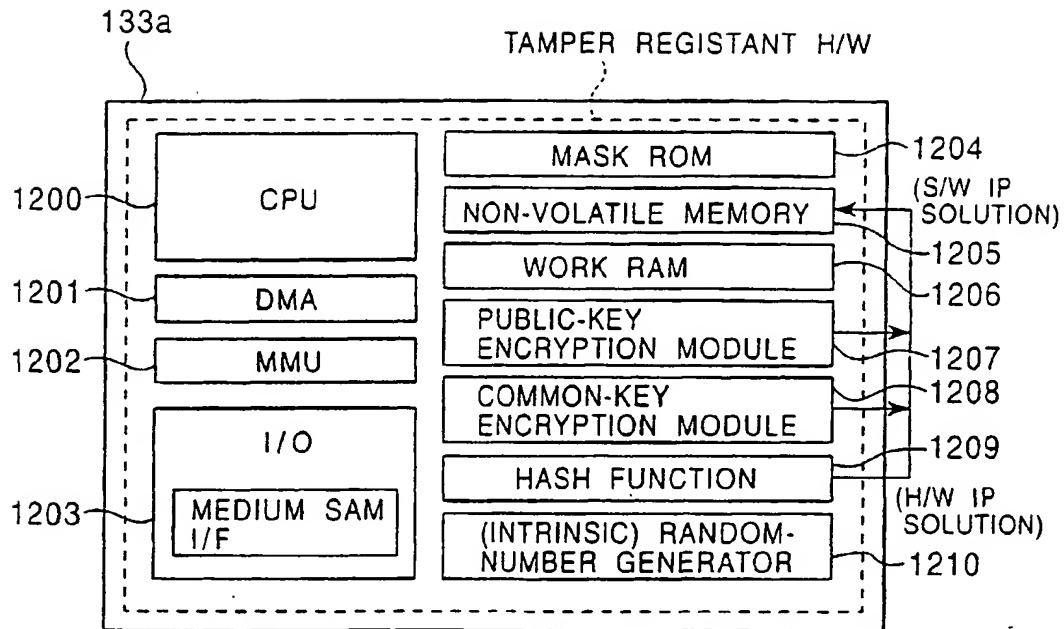 133a
TAMPER REGISTANT H/W
1200
CPU
1201
DMA
1202
MMU
1203
I/O
MEDIUM SAM
I/F
MASK ROM
1204
(S/W IP
SOLUTION)
NON-VOLATILE MEMORY
1205
WORK RAM
1206
PUBLIC-KEY
ENCRYPTION MODULE
1207
COMMON-KEY
ENCRYPTION MODULE
1208
HASH FUNCTION
1209
(H/W IP
SOLUTION)
(INTRINSIC) RANDOM-
NUMBER GENERATOR
1210